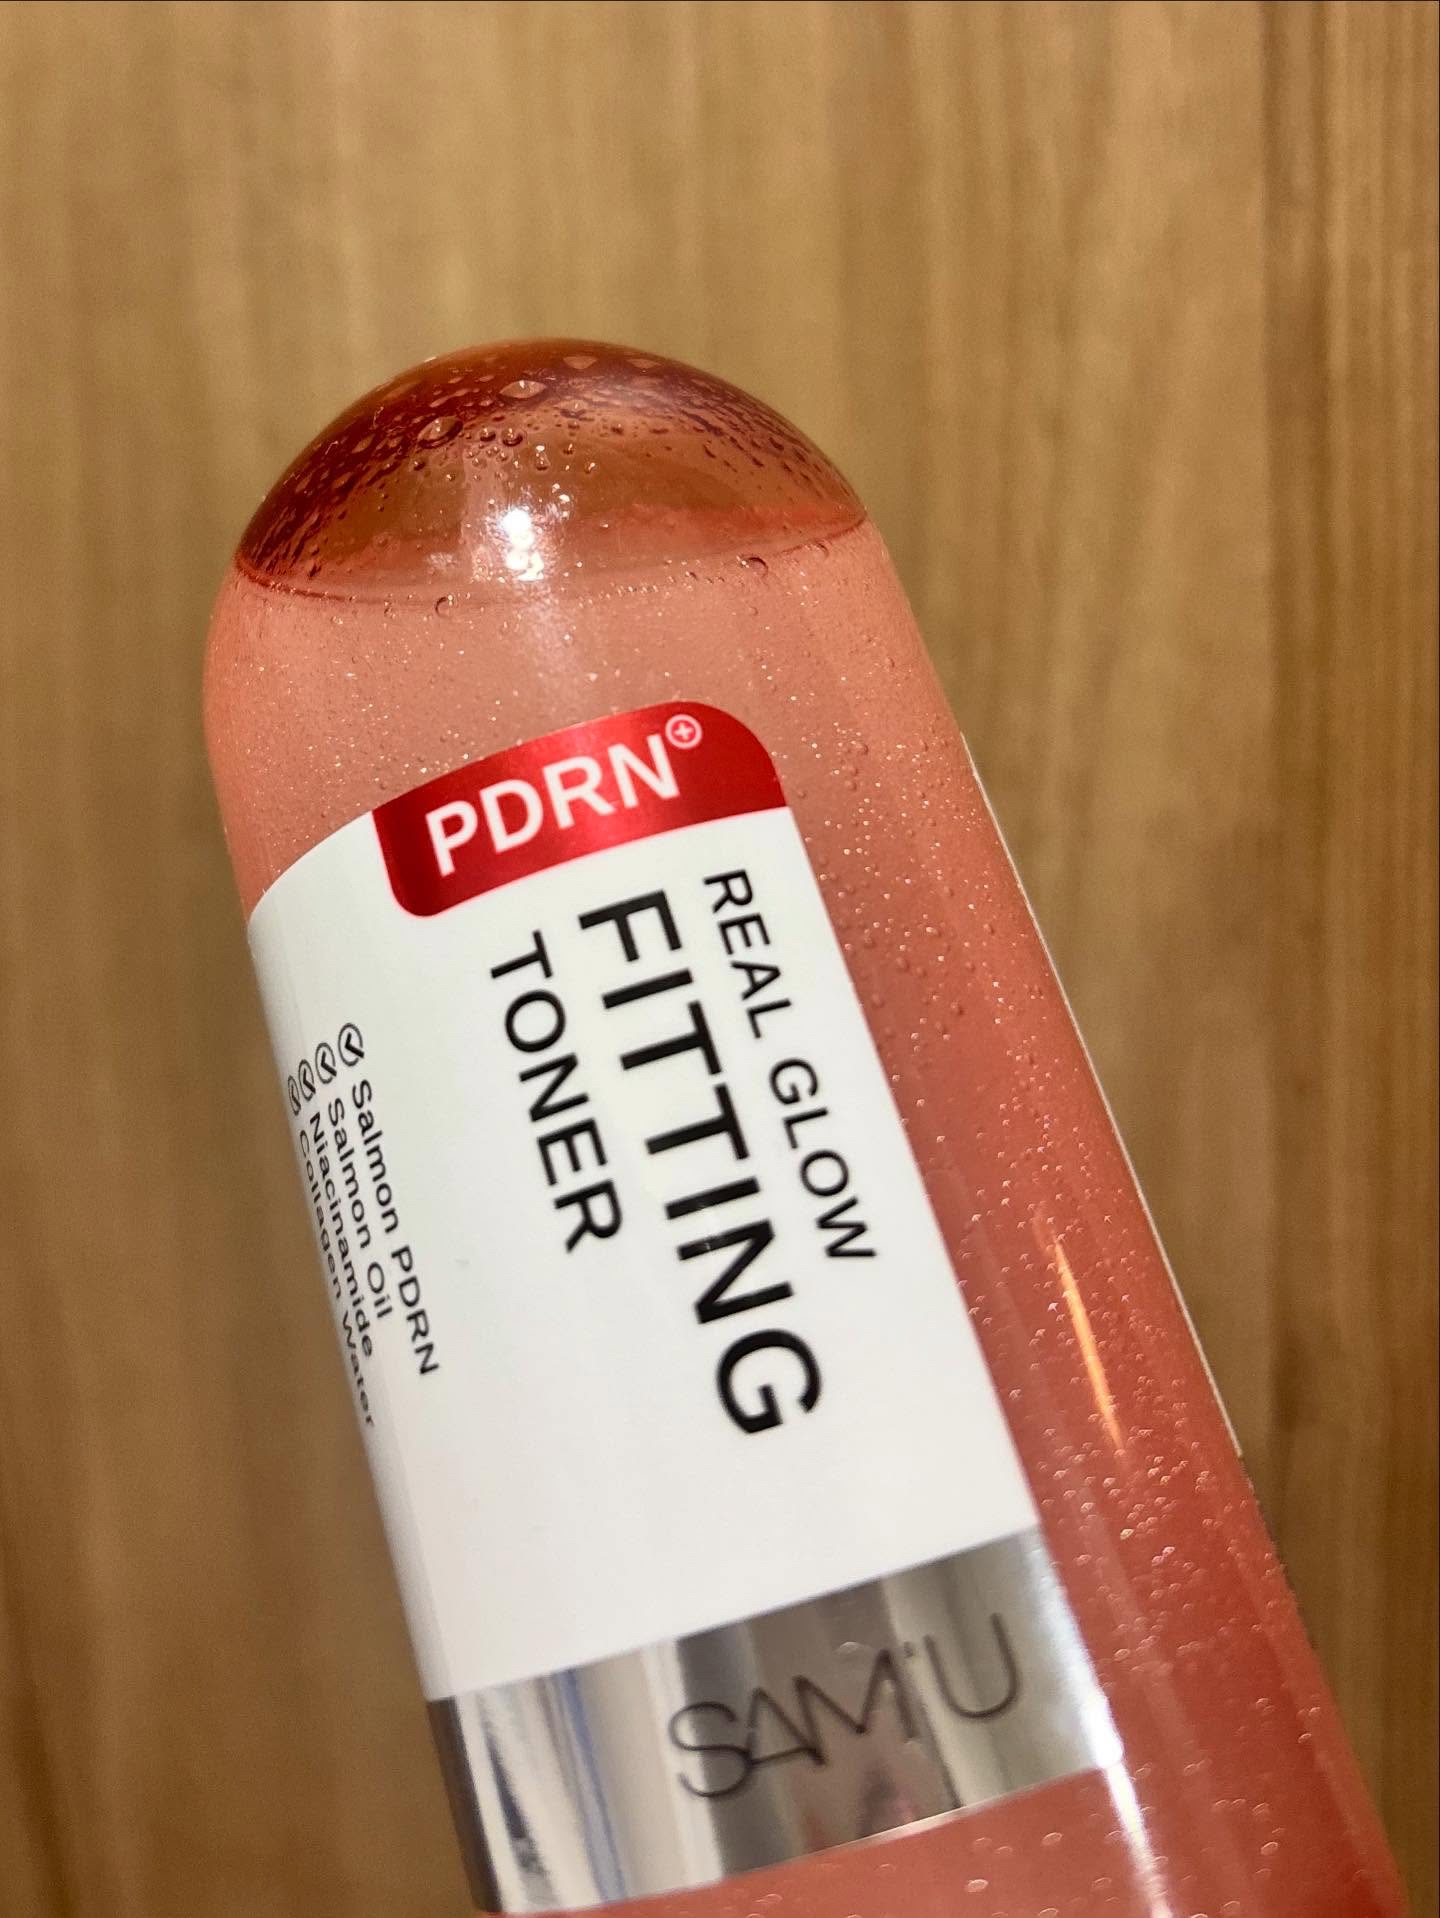 PDRN⊕
REAL GLOW
FITTING
TONER
Salmon PDRN
Salmon Oil
Niacinamide
Collagen Water
SAM'U